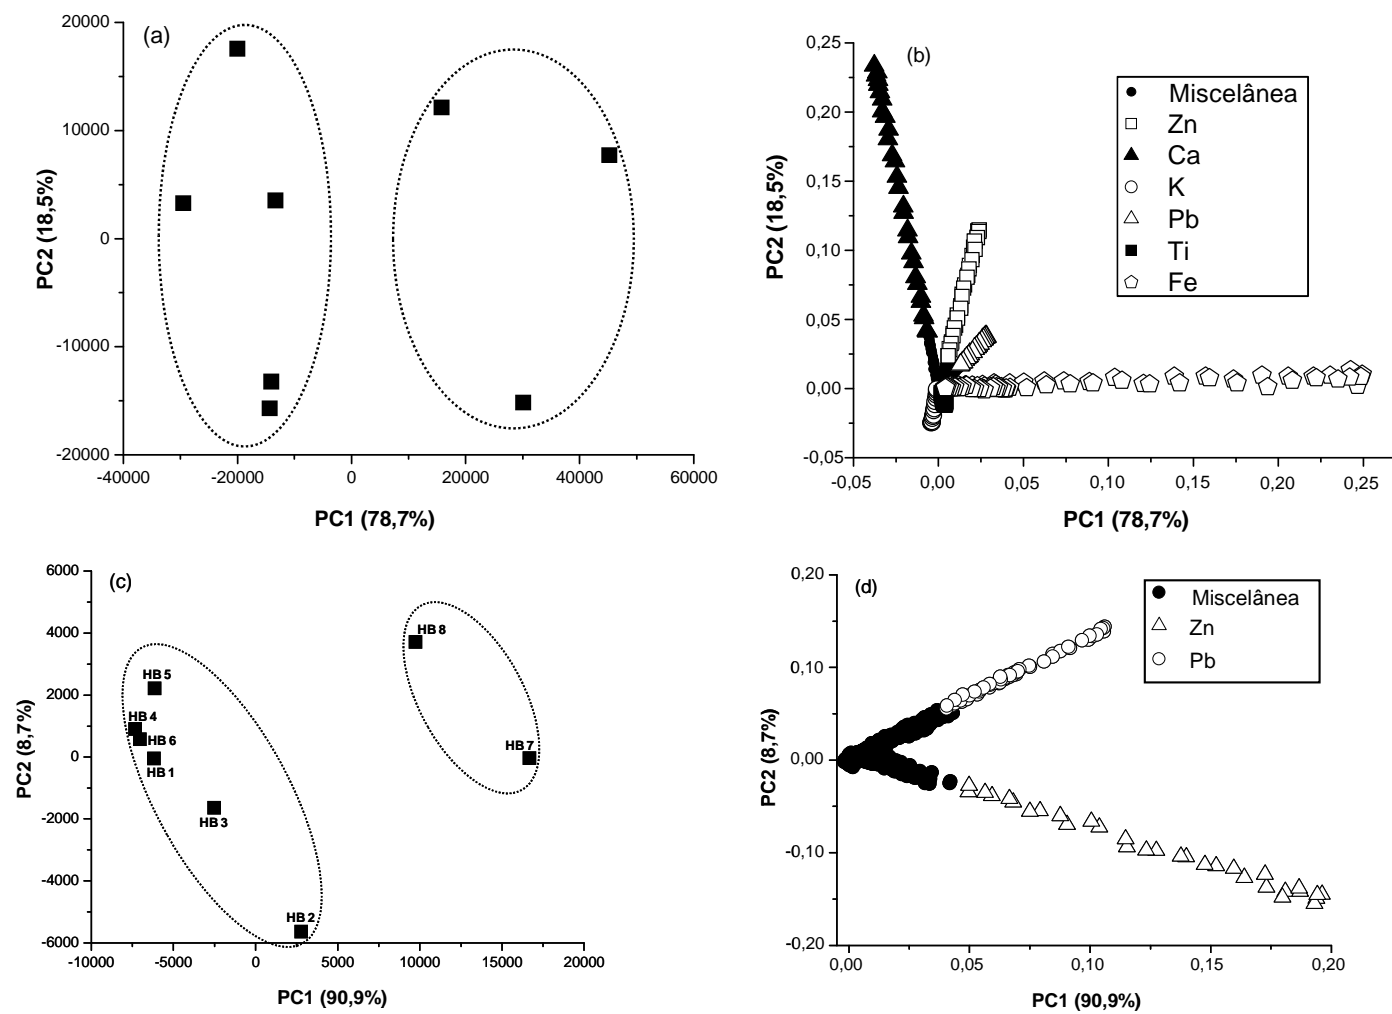 (a)
20000
10000
0
-10000
-20000
PC2 (18,5%)
-40000 -20000 0 20000 40000 60000
PC1 (78,7%)
(b)
0,25
0,20
0,15
0,10
0,05
0,00
-0,05
PC2 (18,5%)
Miscelânea
Zn
Ca
K
Pb
Ti
Fe
-0,05 0,00 0,05 0,10 0,15 0,20 0,25
PC1 (78,7%)
(c)
6000
4000
2000
0
-2000
-4000
-6000
PC2 (8,7%)
HB 8
HB 5
HB 4
HB 6
HB 1
HB 7
HB 3
HB 2
-10000 -5000 0 5000 10000 15000 20000
PC1 (90,9%)
(d)
0,20
0,10
0,00
-0,10
-0,20
PC2 (8,7%)
Miscelânea
Zn
Pb
0,00 0,05 0,10 0,15 0,20
PC1 (90,9%)